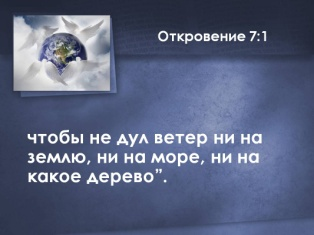 Откровение 7:1
чтобы не дул ветер ни на
землю, ни на море, ни на
какое дерево”.